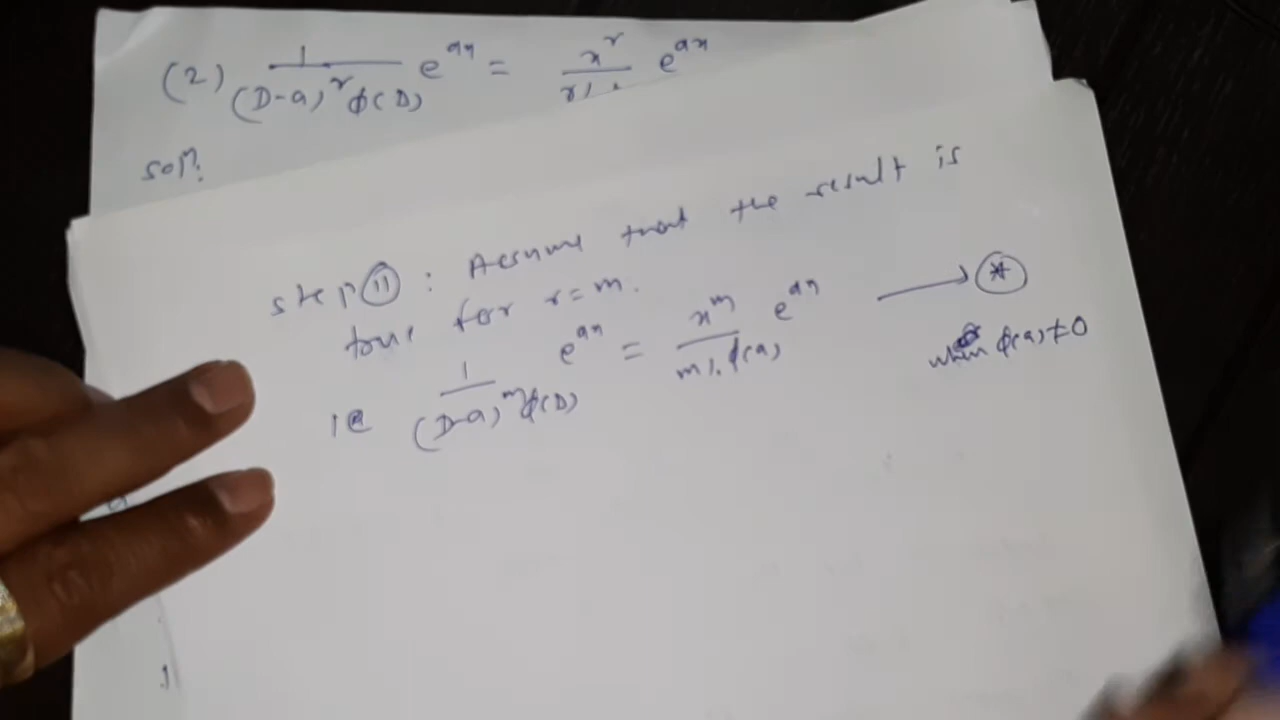 (2) 1/((D-a)^r φ(D)) e^{ax} = x^r/r! e^{ax}
solⁿ:
step (II) : Assume that the result is
true for r=m.
ie 1/((D-a)^m φ(D)) e^{ax} = x^m/(m! φ(a)) e^{ax} → (*)
when φ(a)≠0